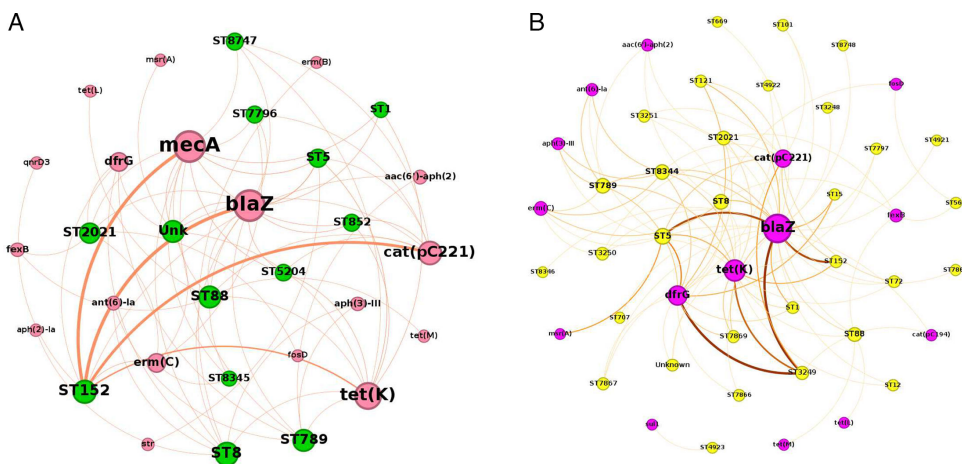 A
ST8747
msr(A)
erm(B)
tet(L)
ST1
ST7796
mecA
qnrD3
dfrG
ST5
aac(6')-aph(2)
blaZ
ST2021
Unk
ST852
fexB
cat(pC221)
ST5204
ant(6)-Ia
ST88
aph(3)-III
aph(2)-Ia
tet(M)
fosD
erm(C)
ST152
ST8345
tet(K)
str
ST8
ST789
B
ST669
ST101
aac(6')-aph(2)
ST8748
ant(6)-Ia
ST121
ST4922
fosD
ST3251
ST3248
aph(3)-III
ST2021
ST7797
ST4921
cat(pC221)
ST789
ST8344
ST15
ST8
erm(C)
fexB
blaZ
ST5
ST3250
ST152
ST8346
tet(K)
ST72
dfrG
ST1
ST707
msr(A)
ST7869
ST88
cat(pC194)
Unknown
ST3249
ST7867
ST12
ST7866
tet(L)
tet(M)
ST4923